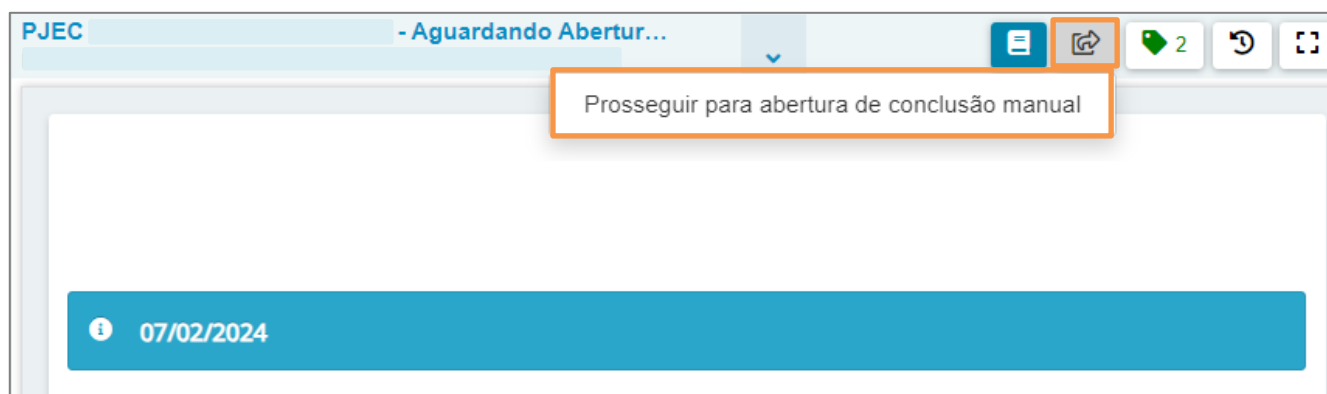 PJEC - Aguardando Abertur...
2
Prosseguir para abertura de conclusão manual
07/02/2024